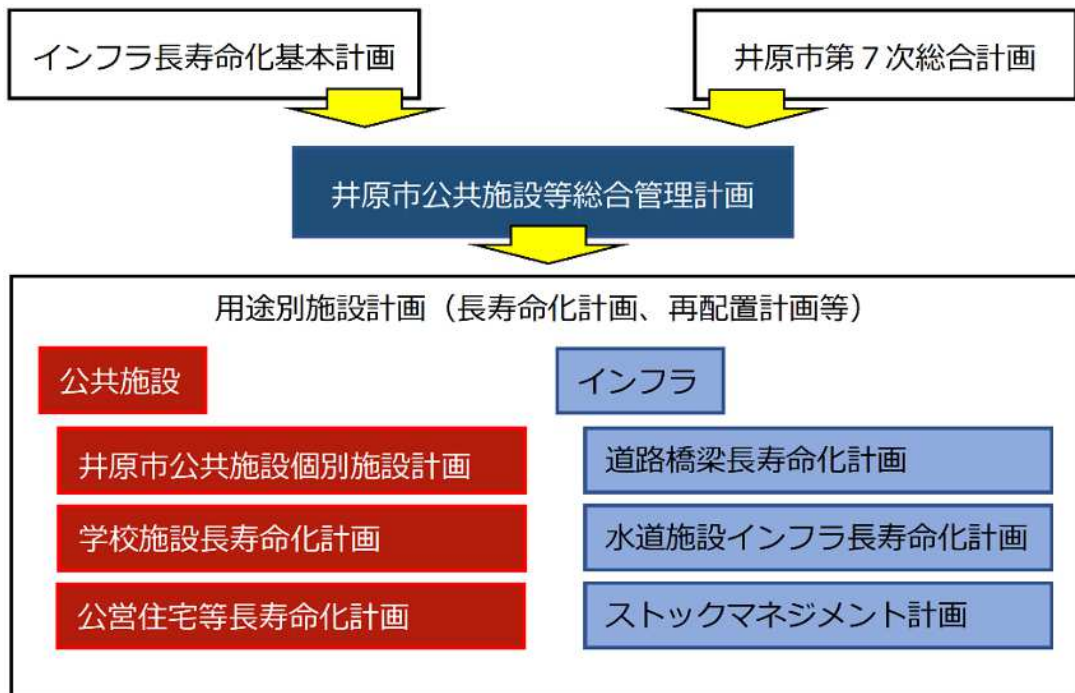 インフラ長寿命化基本計画
井原市第７次総合計画
井原市公共施設等総合管理計画
用途別施設計画（長寿命化計画、再配置計画等）
公共施設
井原市公共施設個別施設計画
学校施設長寿命化計画
公営住宅等長寿命化計画
インフラ
道路橋梁長寿命化計画
水道施設インフラ長寿命化計画
ストックマネジメント計画